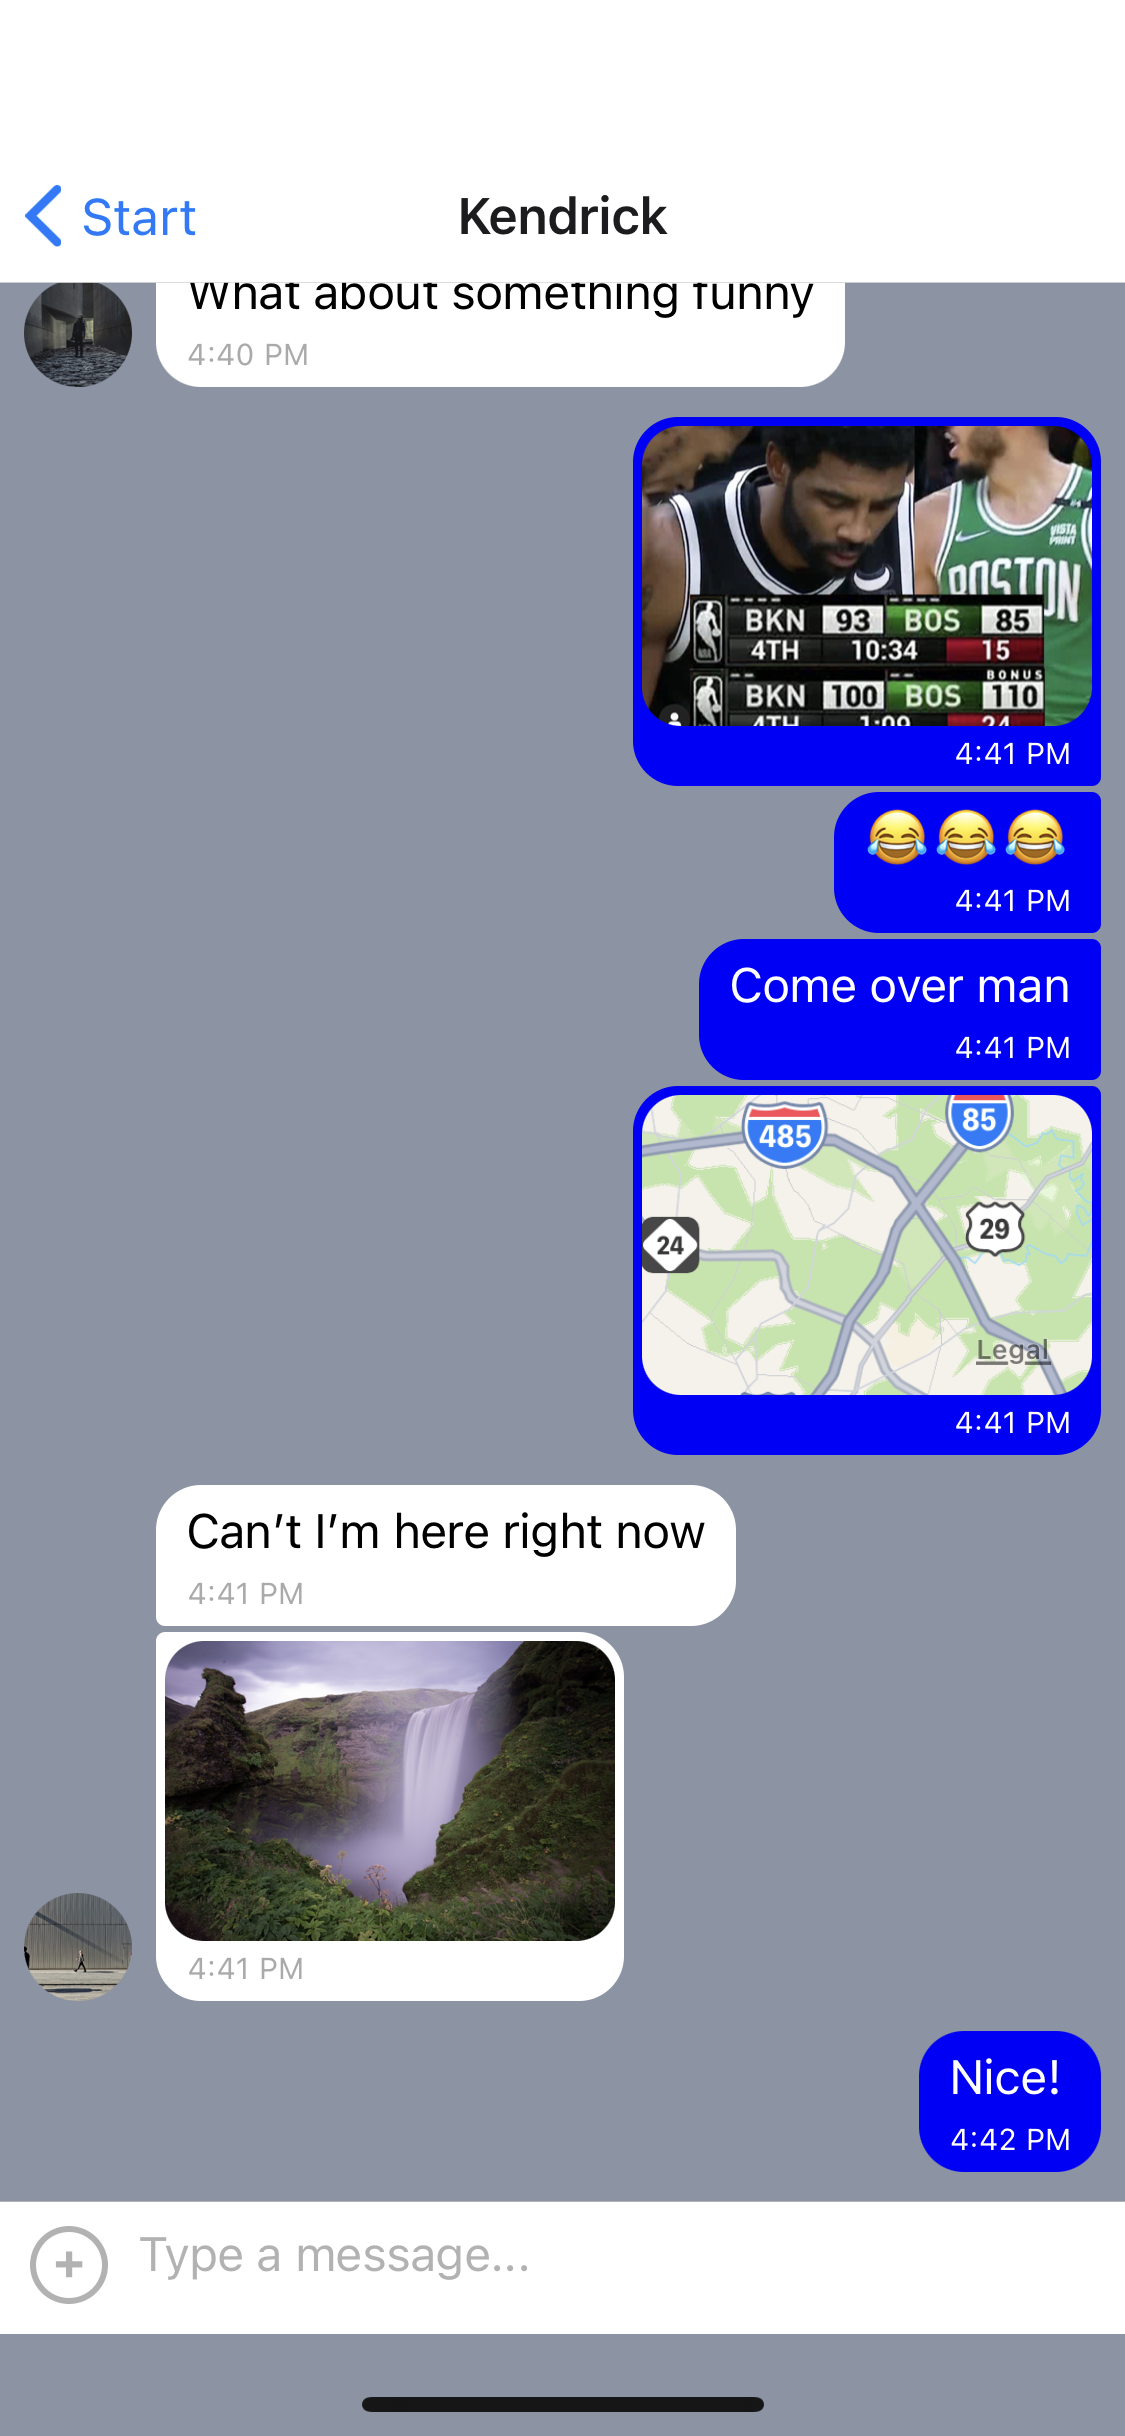 Start
Kendrick
What about something funny
4:40 PM
VISTA
PRINT
BOSTON
BKN 93 BOS 85
4TH 10:34 15
BONUS
BKN 100 BOS 110
4TH 1:09 24
4:41 PM
😂😂😂
4:41 PM
Come over man
4:41 PM
485
85
29
24
Legal
4:41 PM
Can't I'm here right now
4:41 PM
4:41 PM
Nice!
4:42 PM
Type a message...